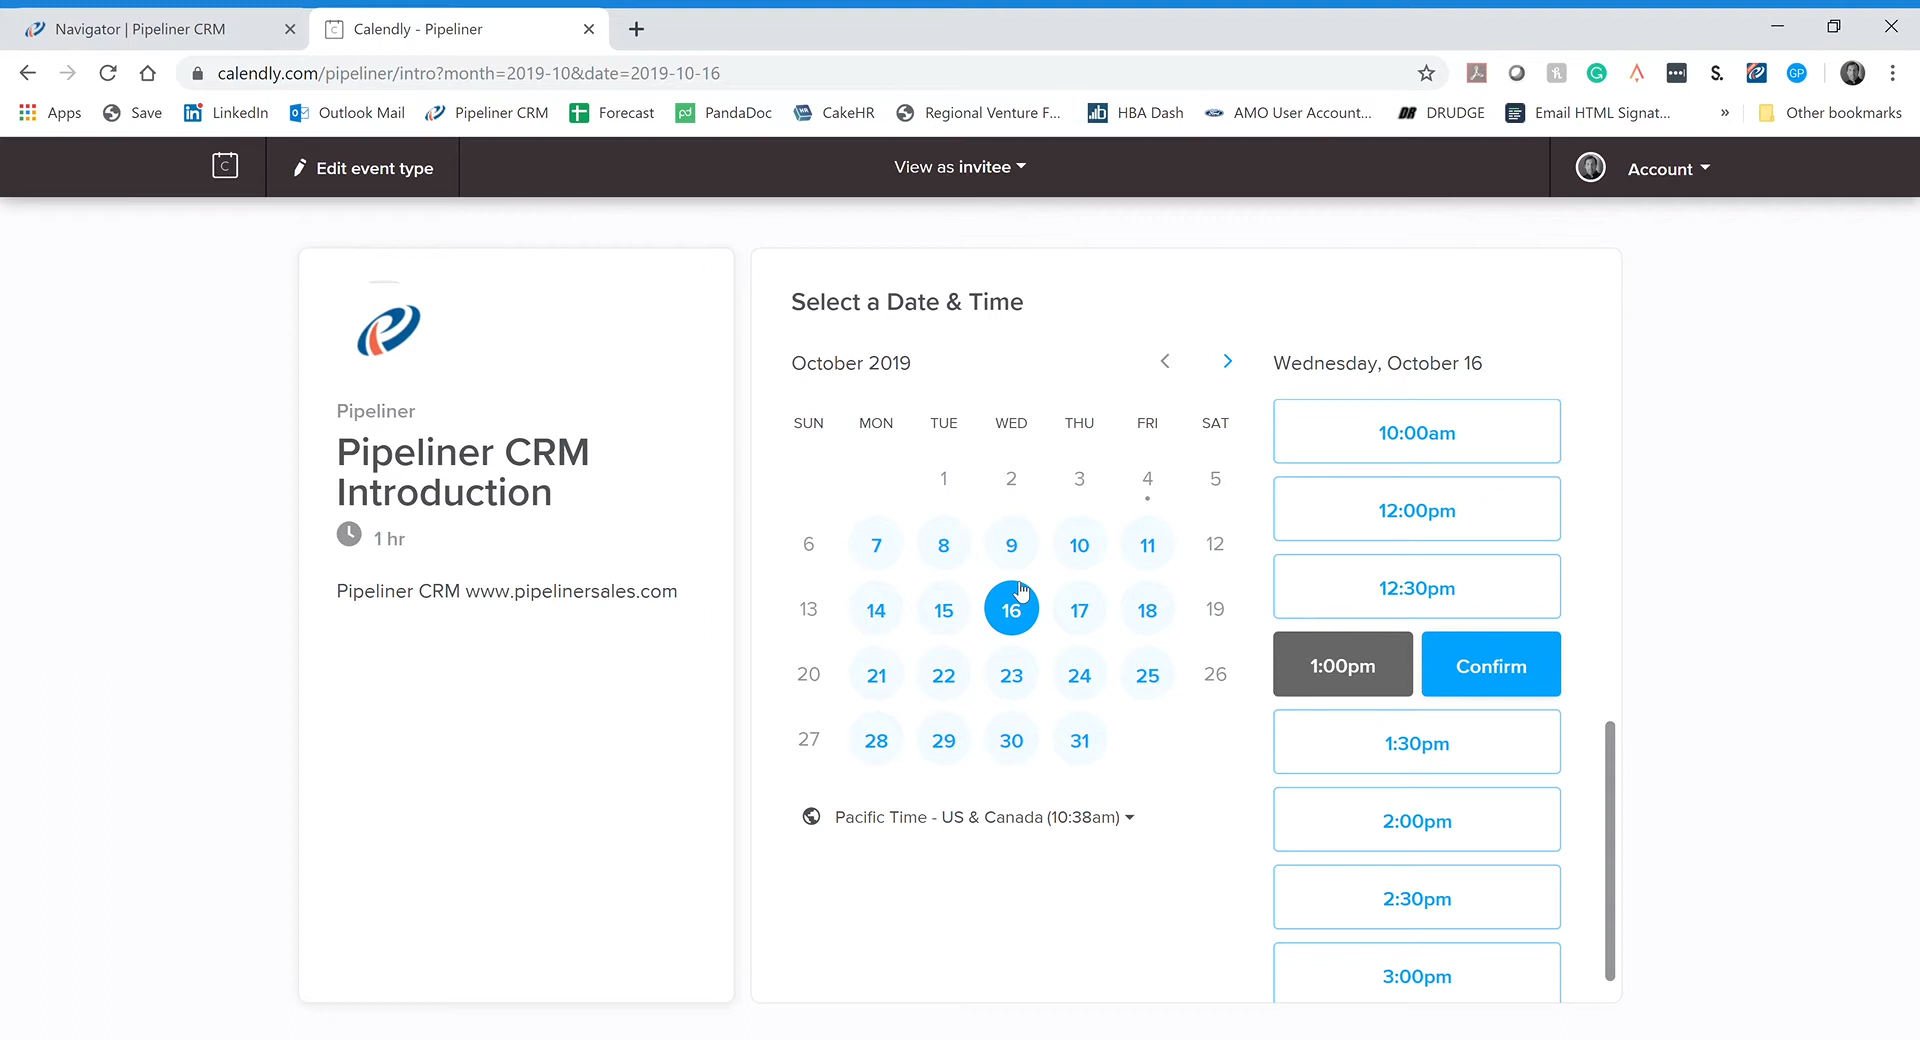 Navigator | Pipeliner CRM
Calendly - Pipeliner
calendly.com/pipeliner/intro?month=2019-10&date=2019-10-16
S.
GP
Apps
Save
LinkedIn
Outlook Mail
Pipeliner CRM
Forecast
pd
PandaDoc
CakeHR
Regional Venture F...
HBA Dash
AMO User Account...
DR
DRUDGE
Email HTML Signat...
»
Other bookmarks
C
Edit event type
View as invitee
Account
Pipeliner
Pipeliner CRM
Introduction
1 hr
Pipeliner CRM www.pipelinersales.com
Select a Date & Time
October 2019
SUN MON TUE WED THU FRI SAT
1 2 3 4 5
6 7 8 9 10 11 12
13 14 15 16 17 18 19
20 21 22 23 24 25 26
27 28 29 30 31
Pacific Time - US & Canada (10:38am)
Wednesday, October 16
10:00am
12:00pm
12:30pm
1:00pm Confirm
1:30pm
2:00pm
2:30pm
3:00pm